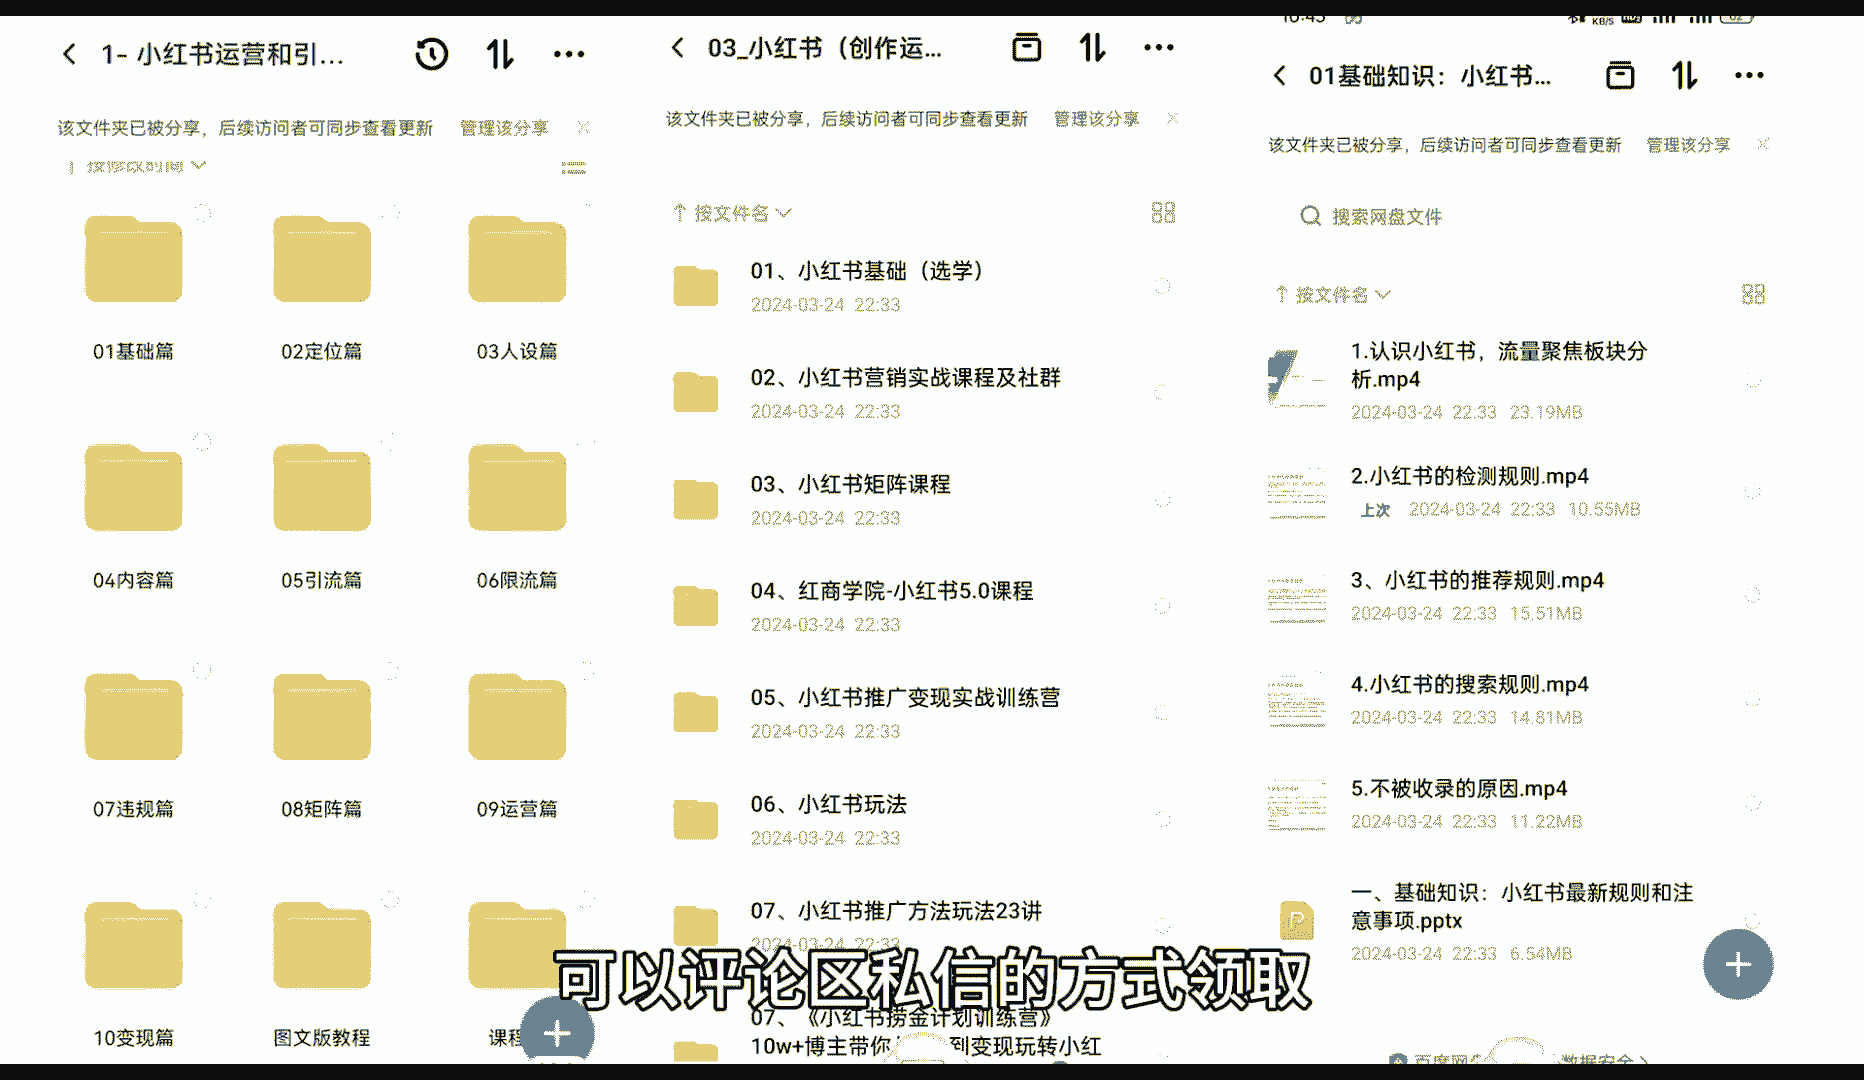 1- 小红书运营和引...
该文件夹已被分享，后续访问者可同步查看更新 管理该分享
按修改时间
01基础篇
02定位篇
03人设篇
04内容篇
05引流篇
06限流篇
07违规篇
08矩阵篇
09运营篇
10变现篇
图文版教程
课程
03_小红书（创作运...
该文件夹已被分享，后续访问者可同步查看更新 管理该分享
按文件名
01、小红书基础（选学）
2024-03-24 22:33
02、小红书营销实战课程及社群
2024-03-24 22:33
03、小红书矩阵课程
2024-03-24 22:33
04、红商学院-小红书5.0课程
2024-03-24 22:33
05、小红书推广变现实战训练营
2024-03-24 22:33
06、小红书玩法
2024-03-24 22:33
07、小红书推广方法玩法23讲
2024-03-24 22:33
07、《小红书捞金计划训练营》
10w+博主带你 到变现玩转小红
01基础知识：小红书...
该文件夹已被分享，后续访问者可同步查看更新 管理该分享
搜索网盘文件
按文件名
1.认识小红书，流量聚焦板块分
析.mp4
2024-03-24 22:33 23.19MB
2.小红书的检测规则.mp4
上次 2024-03-24 22:33 10.55MB
3、小红书的推荐规则.mp4
2024-03-24 22:33 15.51MB
4.小红书的搜索规则.mp4
2024-03-24 22:33 14.81MB
5.不被收录的原因.mp4
2024-03-24 22:33 11.22MB
一、基础知识：小红书最新规则和注
意事项.pptx
2024-03-24 22:33 6.54MB
可以评论区私信的方式领取